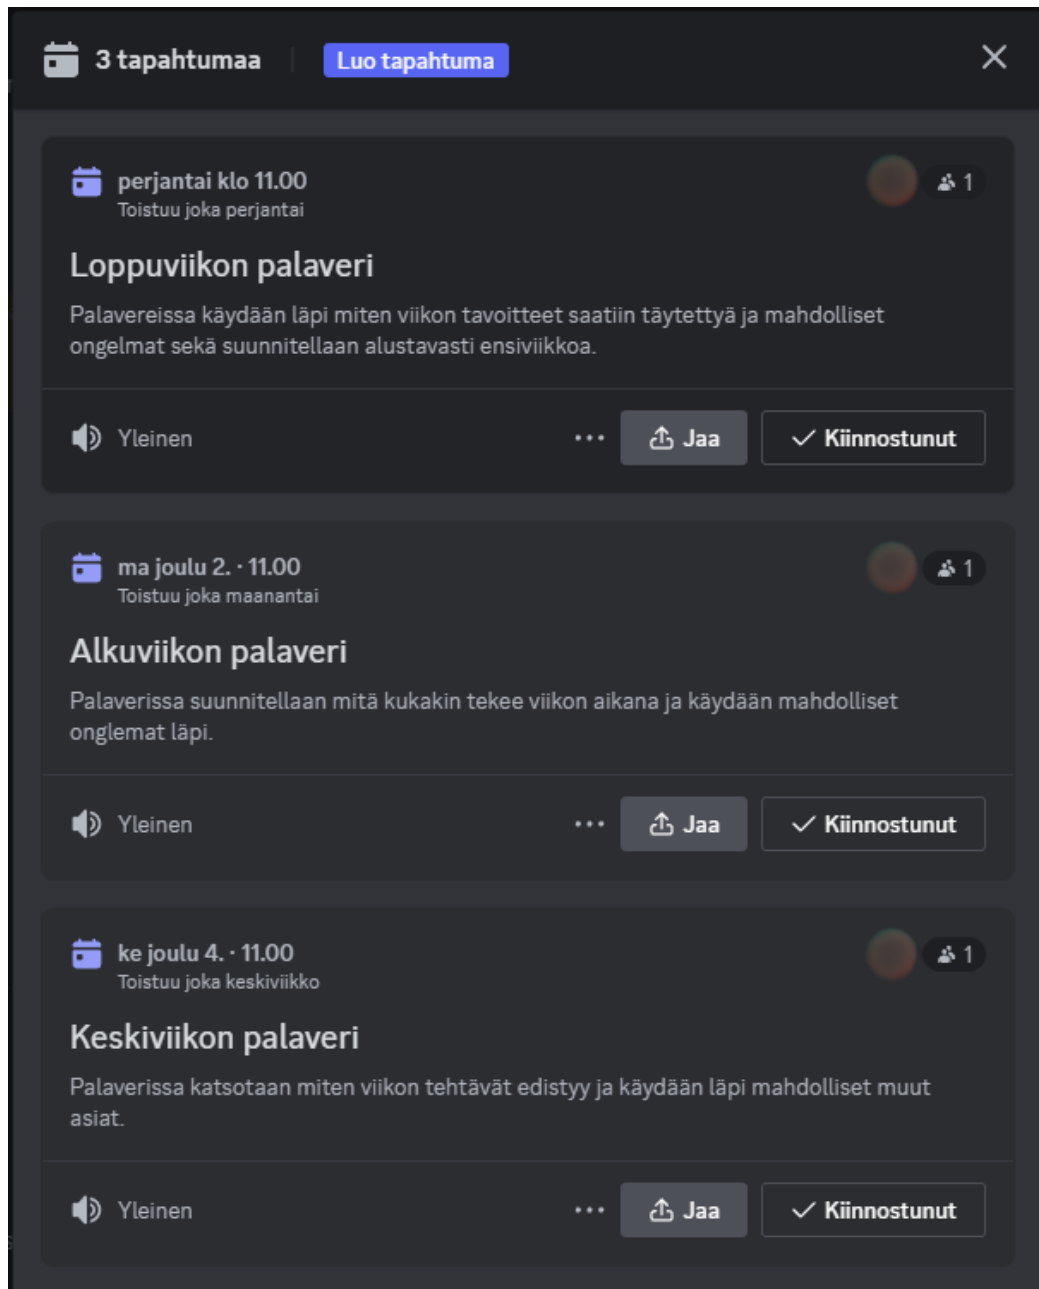 3 tapahtumaa
Luo tapahtuma
perjantai klo 11.00
1
Toistuu joka perjantai
Loppuviikon palaveri
Palavereissa käydään läpi miten viikon tavoitteet saatiin täytettyä ja mahdolliset
ongelmat sekä suunnitellaan alustavasti ensiviikkoa.
Yleinen
Jaa
Kiinnostunut
ma joulu 2. · 11.00
1
Toistuu joka maanantai
Alkuviikon palaveri
Palaverissa suunnitellaan mitä kukakin tekee viikon aikana ja käydään mahdolliset
onglemat läpi.
Yleinen
Jaa
Kiinnostunut
ke joulu 4. · 11.00
1
Toistuu joka keskiviikko
Keskiviikon palaveri
Palaverissa katsotaan miten viikon tehtävät edistyy ja käydään läpi mahdolliset muut
asiat.
Yleinen
Jaa
Kiinnostunut